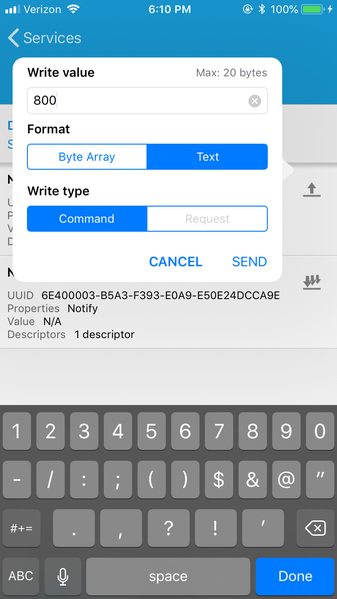 Verizon 6:10 PM 100%
Services
Write value Max: 20 bytes
800
Format
Byte Array Text
Write type
Command Request
CANCEL SEND
D
S
N
U
P
V
D
N
UUID 6E400003-B5A3-F393-E0A9-E50E24DCCA9E
Properties Notify
Value N/A
Descriptors 1 descriptor
1 2 3 4 5 6 7 8 9 0
- / : ; ( ) $ & @ "
#+= . , ? ! '
ABC space Done